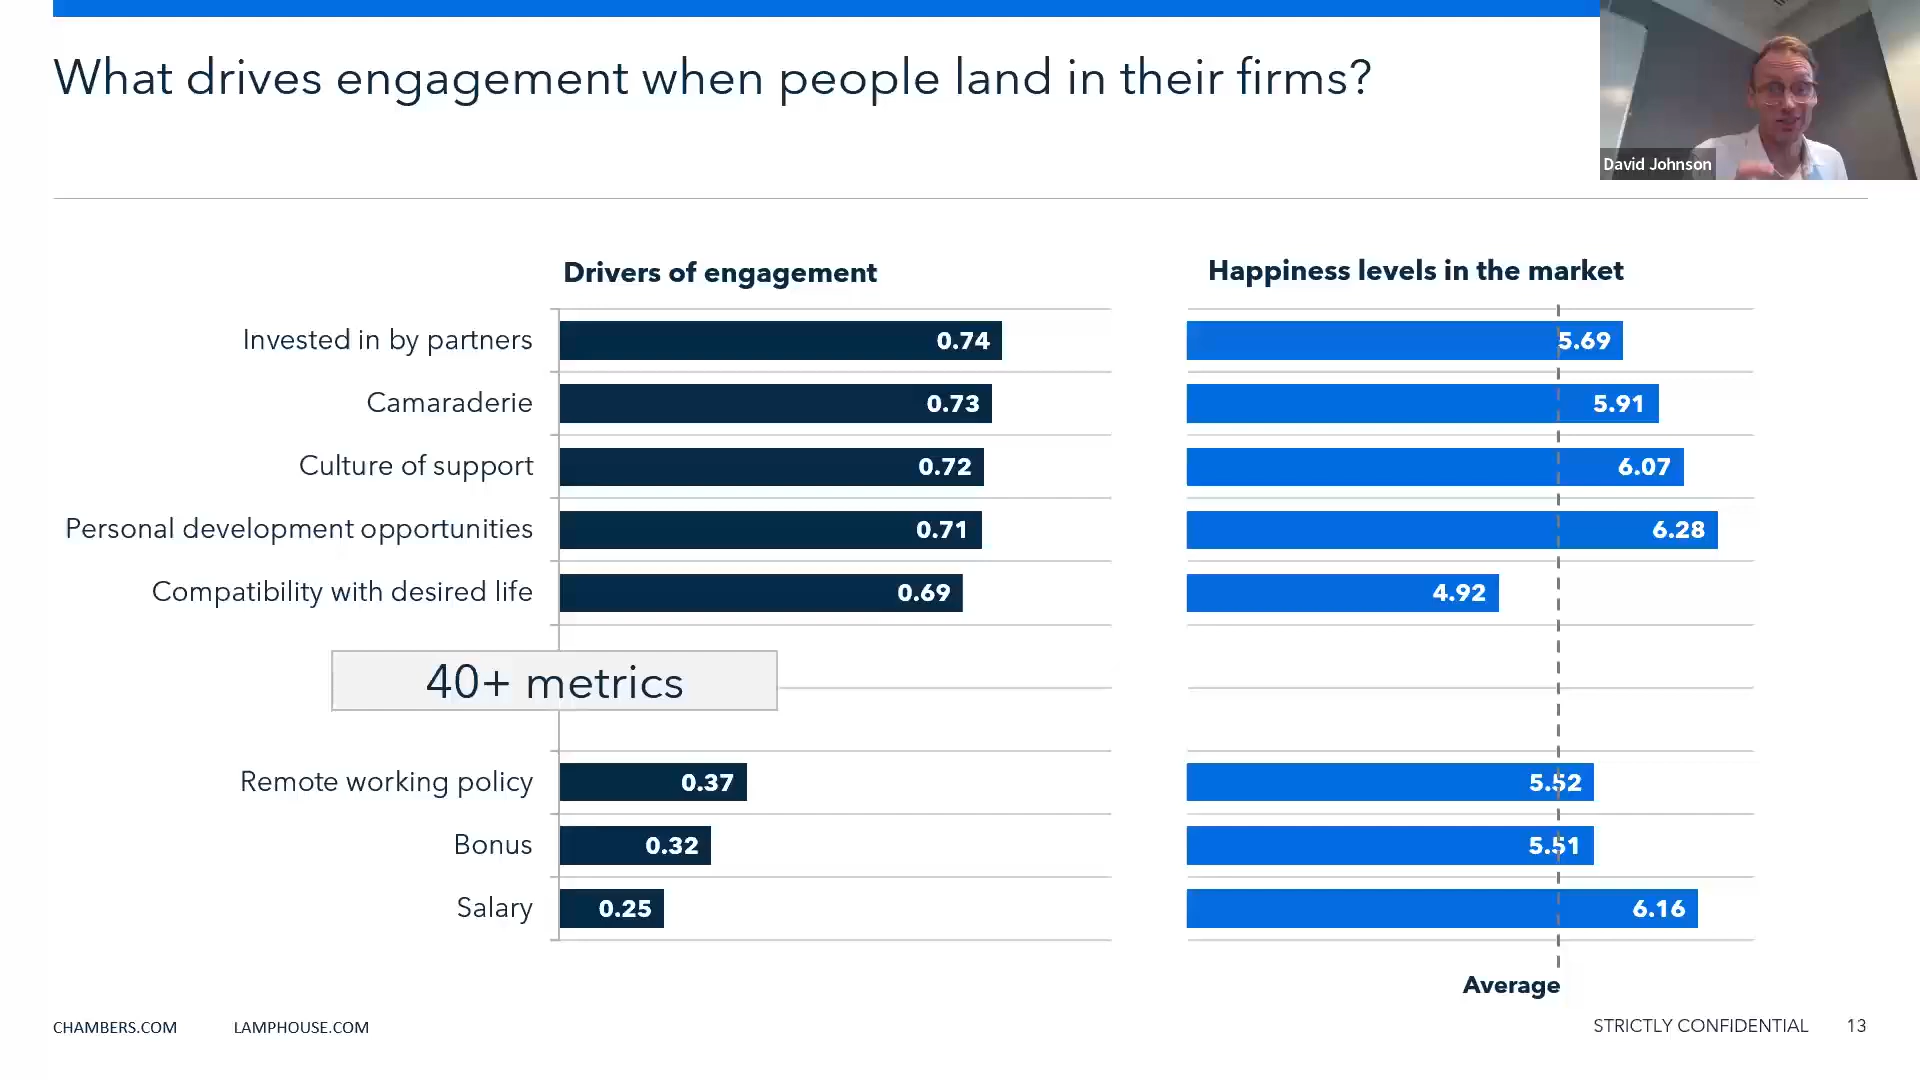 What drives engagement when people land in their firms?
David Johnson
Drivers of engagement
Happiness levels in the market
Invested in by partners 0.74 5.69
Camaraderie 0.73 5.91
Culture of support 0.72 6.07
Personal development opportunities 0.71 6.28
Compatibility with desired life 0.69 4.92
40+ metrics
Remote working policy 0.37 5.52
Bonus 0.32 5.51
Salary 0.25 6.16
Average
CHAMBERS.COM LAMPHOUSE.COM STRICTLY CONFIDENTIAL 13